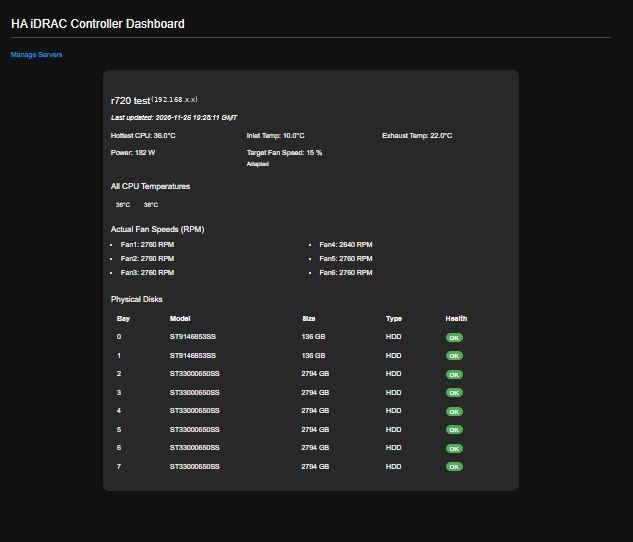 HA iDRAC Controller Dashboard
Manage Servers
r720 test (192.168.x.x)
Last updated: 2026-11-25 19:26:11 GMT
Hottest CPU: 36.0°C Inlet Temp: 10.0°C Exhaust Temp: 22.0°C
Power: 182 W Target Fan Speed: 15 %
Adapted
All CPU Temperatures
36°C 36°C
Actual Fan Speeds (RPM)
• Fan1: 2760 RPM • Fan4: 2640 RPM
• Fan2: 2760 RPM • Fan5: 2760 RPM
• Fan3: 2760 RPM • Fan6: 2760 RPM
Physical Disks
Bay Model Size Type Health
0 ST9146853SS 136 GB HDD OK
1 ST9146853SS 136 GB HDD OK
2 ST33000650SS 2794 GB HDD OK
3 ST33000650SS 2794 GB HDD OK
4 ST33000650SS 2794 GB HDD OK
5 ST33000650SS 2794 GB HDD OK
6 ST33000650SS 2794 GB HDD OK
7 ST33000650SS 2794 GB HDD OK